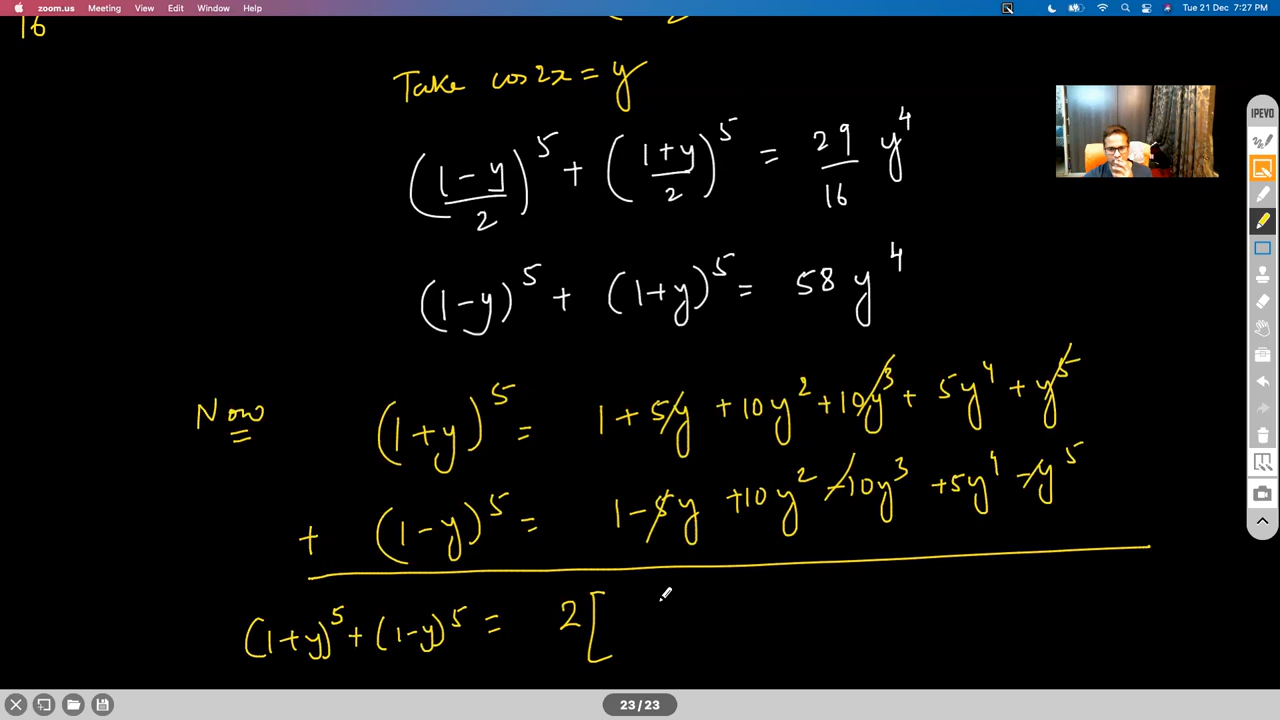 zoom.us Meeting View Edit Window Help Tue 21 Dec 7:27 PM
16 2
Take cos2x = y
((1-y)/2)^5 + ((1+y)/2)^5 = 29/16 y^4
(1-y)^5 + (1+y)^5 = 58 y^4
Now (1+y)^5 = 1 + 5y + 10y^2 + 10y^3 + 5y^4 + y^5
+ (1-y)^5 = 1 - 5y + 10y^2 - 10y^3 + 5y^4 - y^5
(1+y)^5 + (1-y)^5 = 2[
IPEVO
23/23